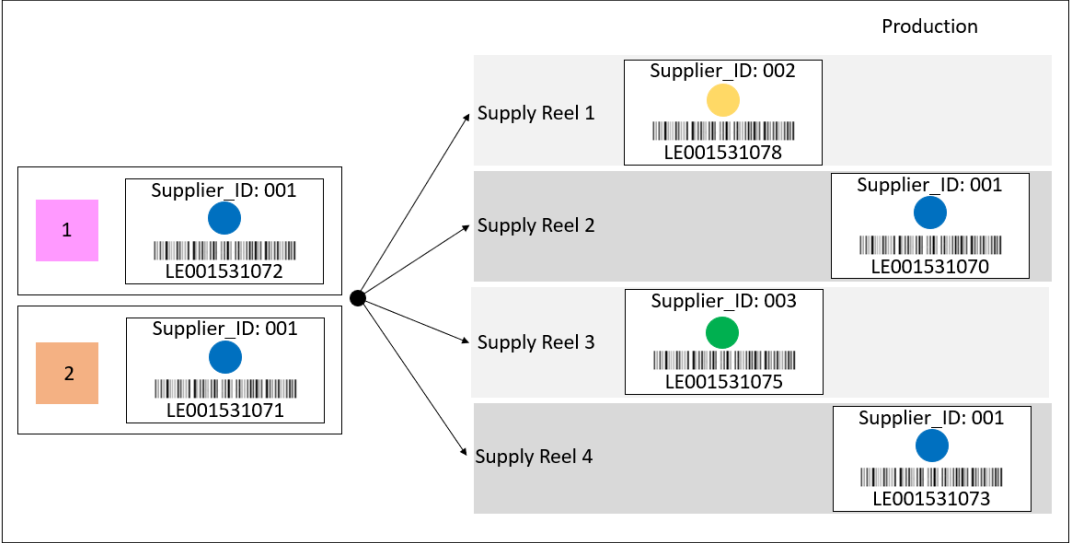 Production
Supplier_ID: 002
Supply Reel 1
LE001531078
Supplier_ID: 001
1
LE001531072
Supplier_ID: 001
Supply Reel 2
LE001531070
Supplier_ID: 001
2
LE001531071
Supplier_ID: 003
Supply Reel 3
LE001531075
Supplier_ID: 001
Supply Reel 4
LE001531073